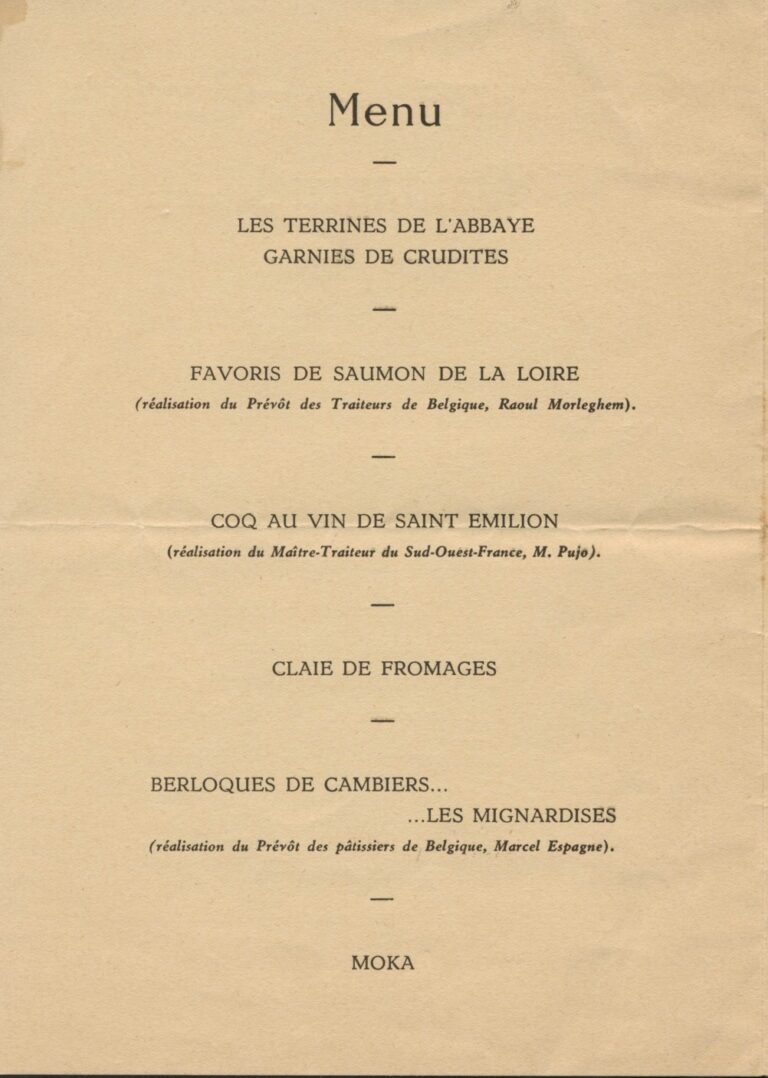 Menu
LES TERRINES DE L'ABBAYE
GARNIES DE CRUDITES
FAVORIS DE SAUMON DE LA LOIRE
(réalisation du Prévôt des Traiteurs de Belgique, Raoul Morleghem).
COQ AU VIN DE SAINT EMILION
(réalisation du Maître-Traiteur du Sud-Ouest-France, M. Pujo).
CLAIE DE FROMAGES
BERLOQUES DE CAMBIERS...
...LES MIGNARDISES
(réalisation du Prévôt des pâtissiers de Belgique, Marcel Espagne).
MOKA